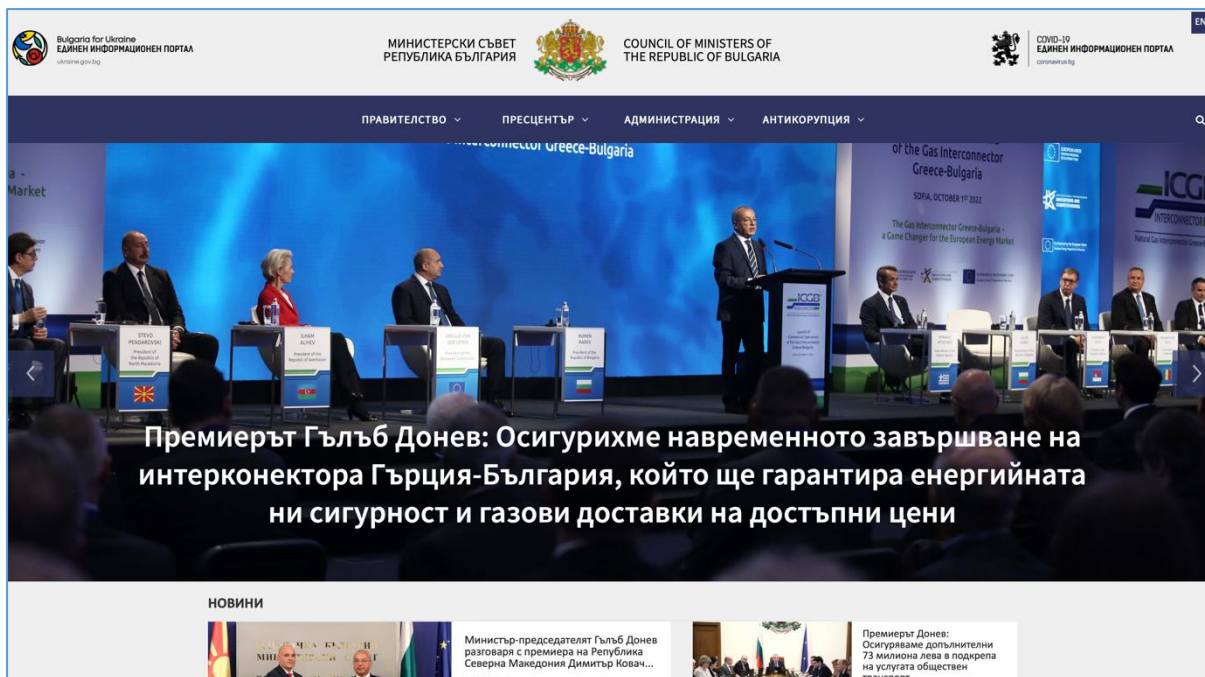 Bulgaria for Ukraine
ЕДИНЕН ИНФОРМАЦИОНЕН ПОРТАЛ
ukraine.gov.bg
МИНИСТЕРСКИ СЪВЕТ
РЕПУБЛИКА БЪЛГАРИЯ
COUNCIL OF MINISTERS OF
THE REPUBLIC OF BULGARIA
COVID-19
ЕДИНЕН ИНФОРМАЦИОНЕН ПОРТАЛ
coronavirus.bg
EN
ПРАВИТЕЛСТВО
ПРЕСЦЕНТЪР
АДМИНИСТРАЦИЯ
АНТИКОРУПЦИЯ
Interconnector Greece-Bulgaria
Market
of the Gas Interconnector
Greece-Bulgaria
SOFIA, OCTOBER 1ST 2022
The Gas Interconnector Greece-Bulgaria -
a Game Changer for the European Energy Market
ICGB
STEVO
PENDAROVSKI
President of
the Republic of
North Macedonia
ILHAM
ALIYEV
President of the
Republic of Azerbaijan
President of the
European Commission
RUMEN
RADEV
President of the
Republic of Bulgaria
Премиерът Гълъб Донев: Осигурихме навременното завършване на
интерконектора Гърция-България, който ще гарантира енергийната
ни сигурност и газови доставки на достъпни цени
НОВИНИ
Министър-председателят Гълъб Донев
разговаря с премиера на Република
Северна Македония Димитър Ковач...
Премиерът Донев:
Осигуряваме допълнителни
73 милиона лева в подкрепа
на услугата обществен
транспорт